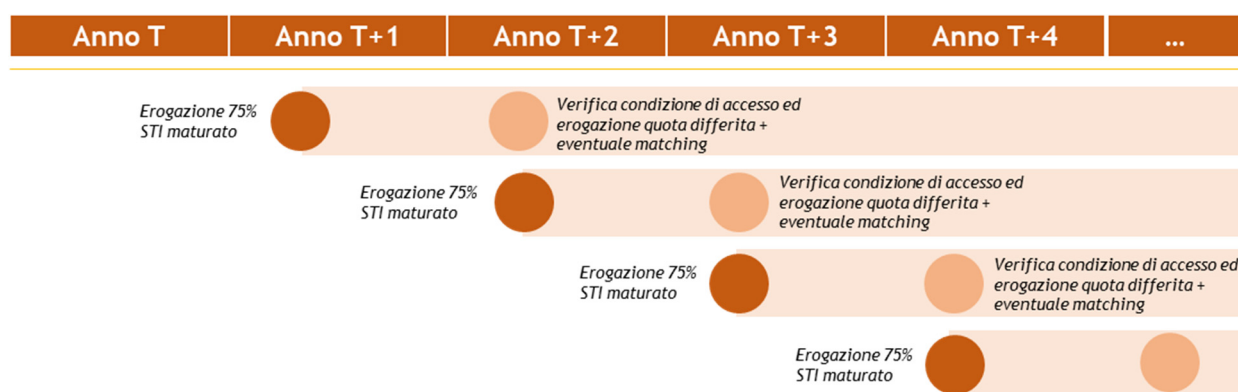 Anno T
Anno T+1
Anno T+2
Anno T+3
Anno T+4
...
Erogazione 75%
STI maturato
Verifica condizione di accesso ed
erogazione quota differita +
eventuale matching
Erogazione 75%
STI maturato
Verifica condizione di accesso ed
erogazione quota differita +
eventuale matching
Erogazione 75%
STI maturato
Verifica condizione di accesso ed
erogazione quota differita +
eventuale matching
Erogazione 75%
STI maturato